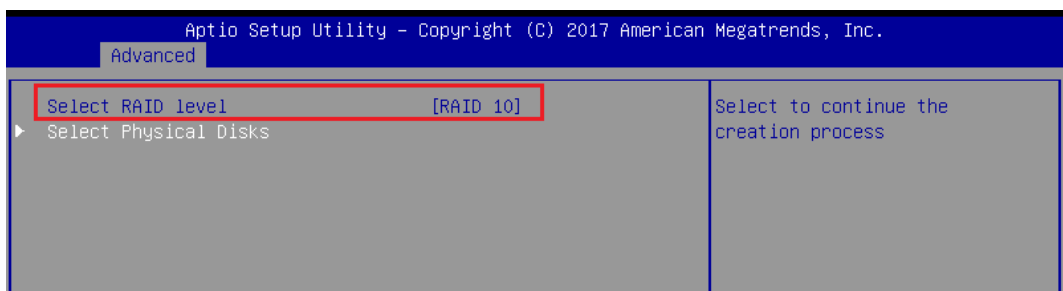 Aptio Setup Utility – Copyright (C) 2017 American Megatrends, Inc.
Advanced
Select RAID level [RAID 10]
Select Physical Disks
Select to continue the
creation process